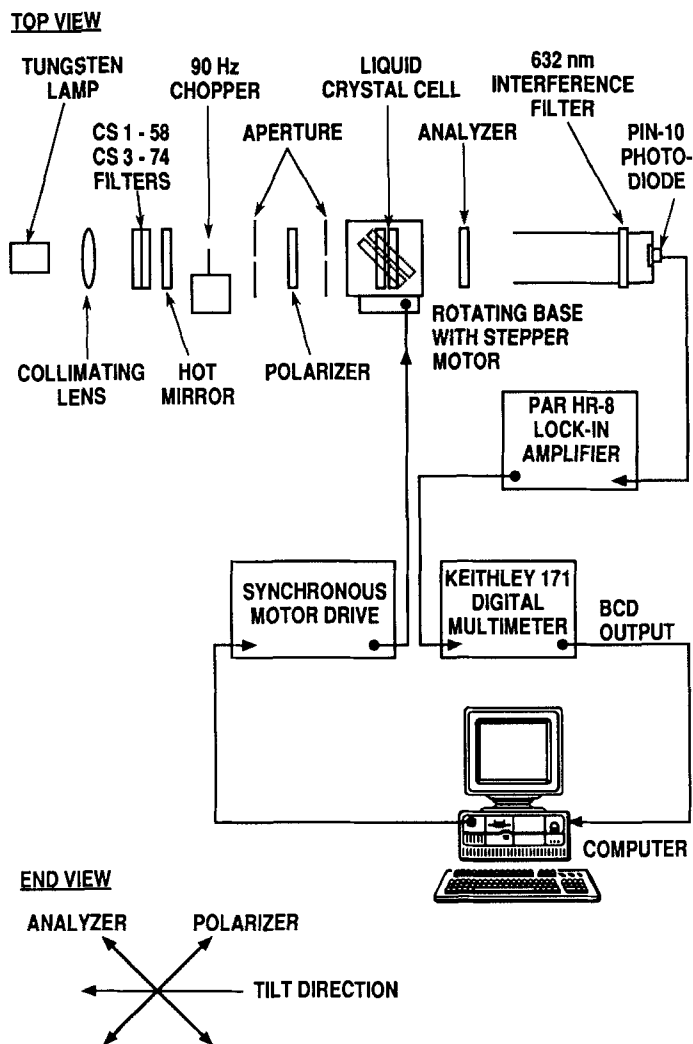 TOP VIEW
TUNGSTEN
LAMP
CS 1 - 58
CS 3 - 74
FILTERS
90 Hz
CHOPPER
APERTURE
LIQUID
CRYSTAL CELL
ANALYZER
632 nm
INTERFERENCE
FILTER
PIN-10
PHOTO-
DIODE
COLLIMATING
LENS
HOT
MIRROR
POLARIZER
ROTATING BASE
WITH STEPPER
MOTOR
PAR HR-8
LOCK-IN
AMPLIFIER
SYNCHRONOUS
MOTOR DRIVE
KEITHLEY 171
DIGITAL
MULTIMETER
BCD
OUTPUT
COMPUTER
END VIEW
ANALYZER
POLARIZER
TILT DIRECTION